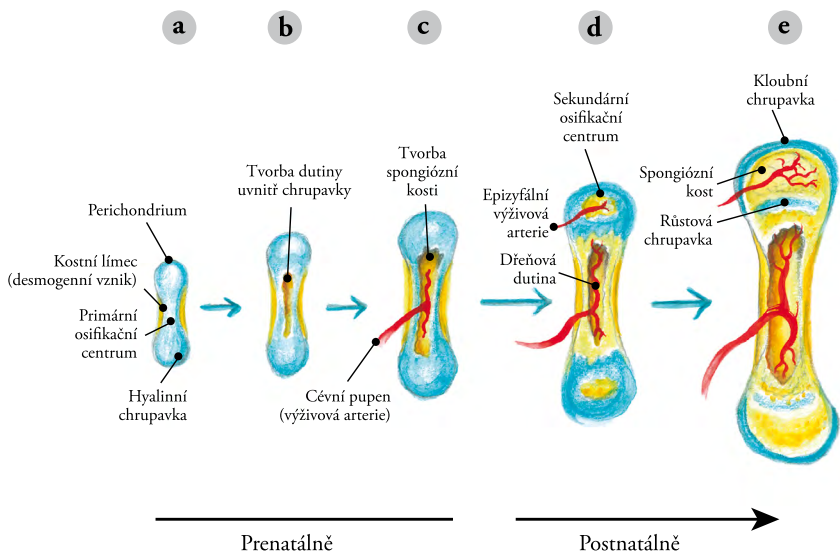 a
b
c
d
e
Perichondrium
Kostní límec
(desmogenní vznik)
Primární
osifikační
centrum
Hyalinní
chrupavka
Tvorba dutiny
uvnitř chrupavky
Tvorba
spongiózní
kosti
Cévní pupen
(výživová arterie)
Sekundární
osifikační
centrum
Epizyfální
výživová
arterie
Dřeňová
dutina
Kloubní
chrupavka
Spongiózní
kost
Růstová
chrupavka
Prenatálně
Postnatálně